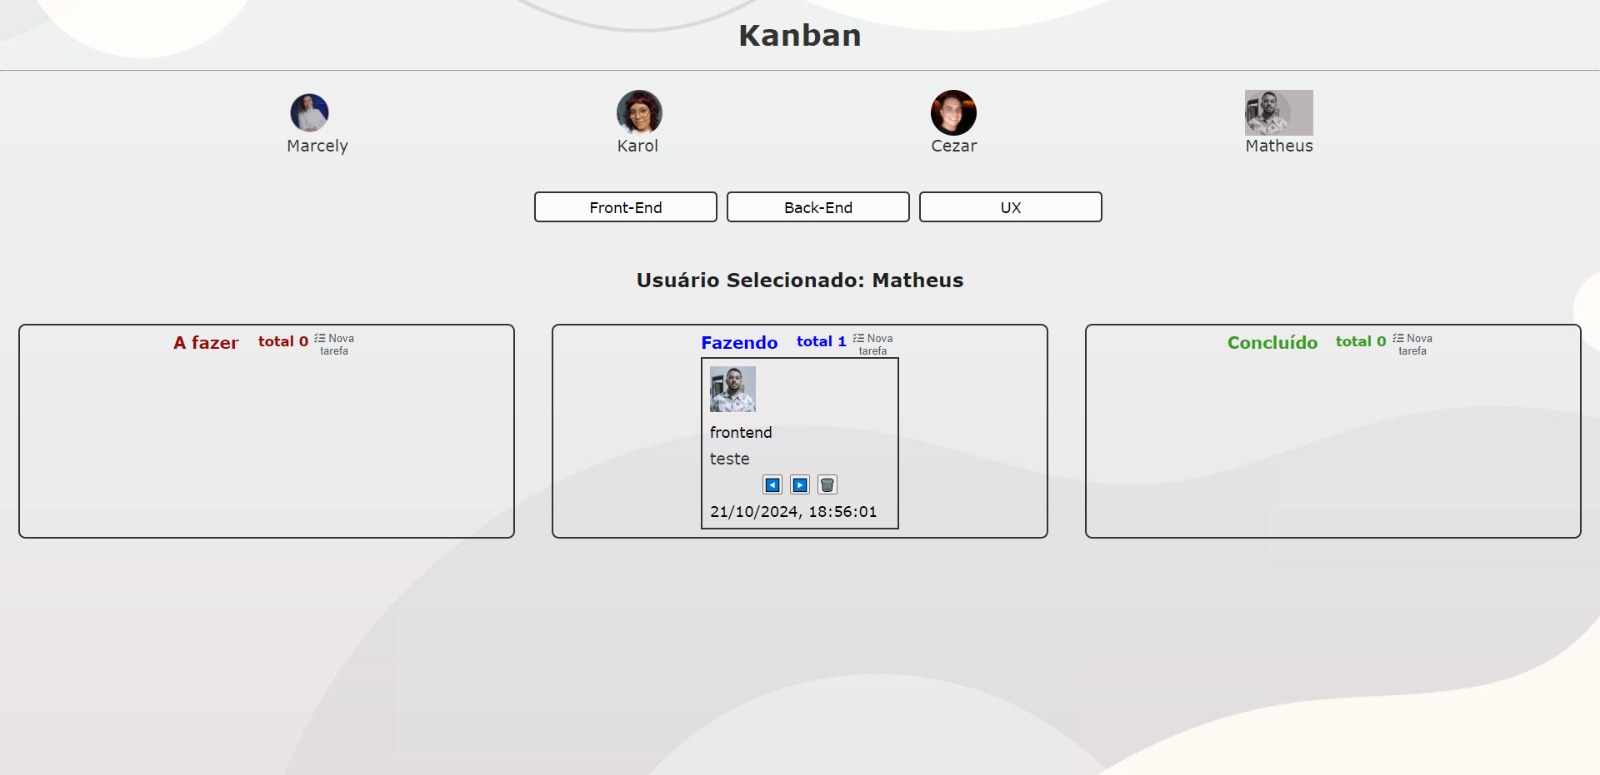 Kanban
Marcely
Karol
Cezar
Matheus
Front-End
Back-End
UX
Usuário Selecionado: Matheus
A fazer
total 0
Nova
tarefa
Fazendo
total 1
Nova
tarefa
frontend
teste
21/10/2024, 18:56:01
Concluído
total 0
Nova
tarefa